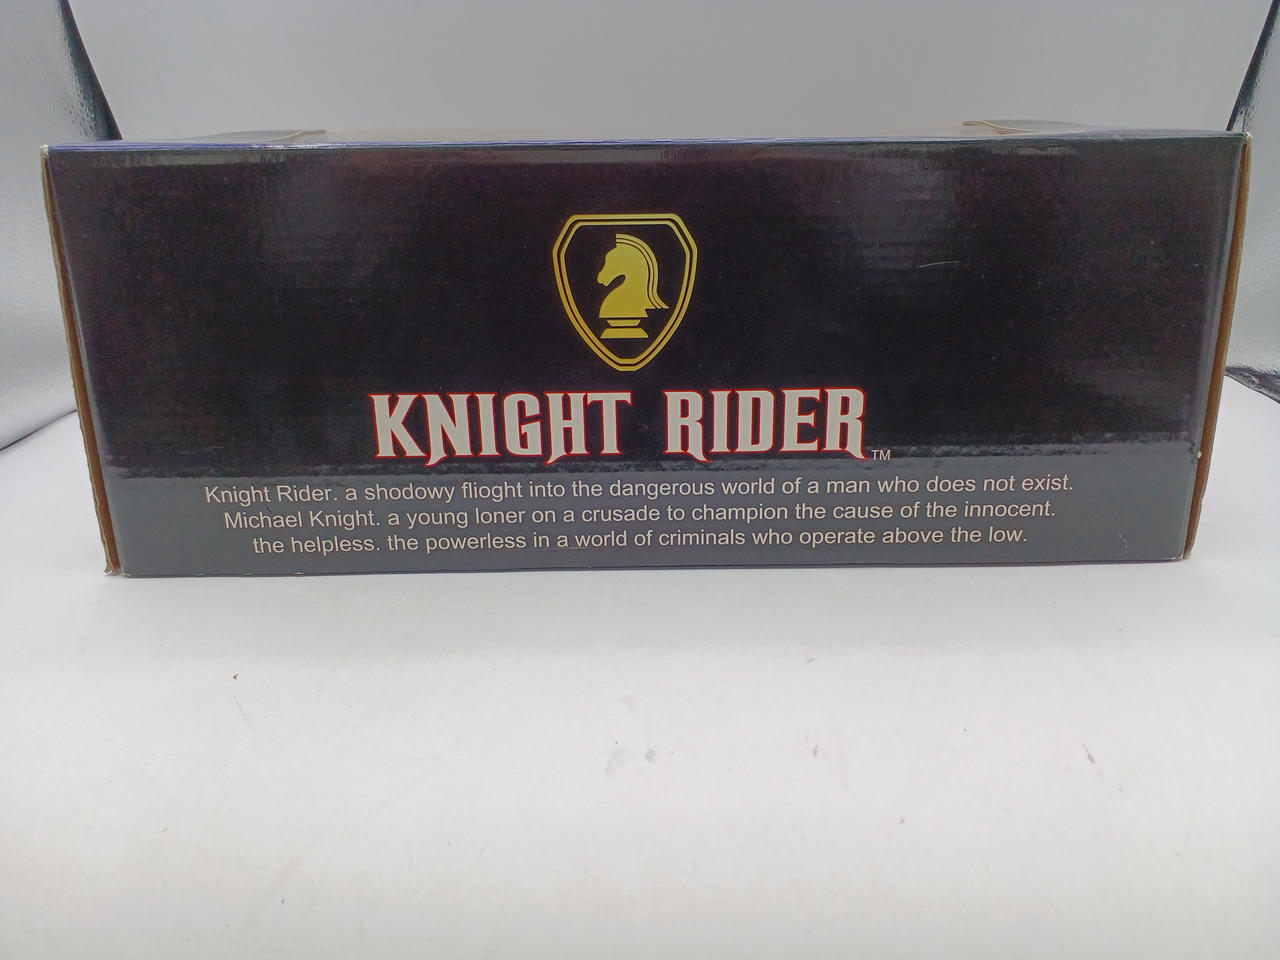 KNIGHT RIDER™
Knight Rider. a shodowy flioght into the dangerous world of a man who does not exist.
Michael Knight. a young loner on a crusade to champion the cause of the innocent.
the helpless. the powerless in a world of criminals who operate above the low.